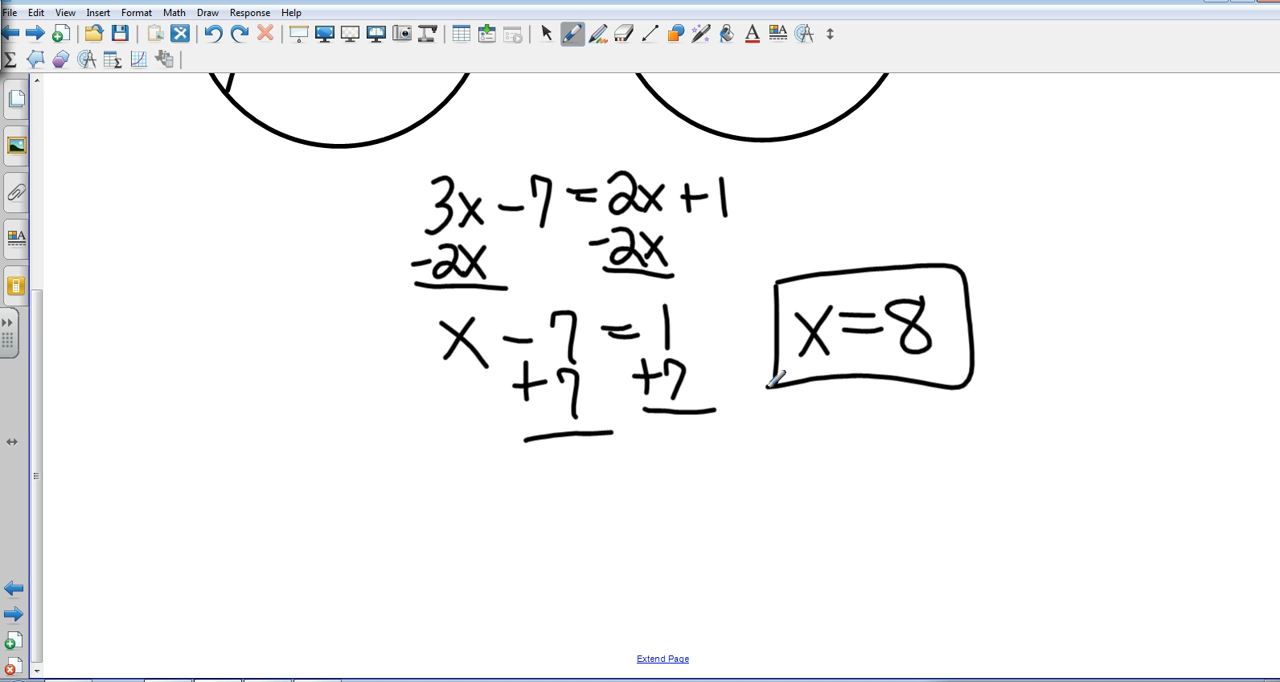 File Edit View Insert Format Math Draw Response Help
3x - 7 = 2x + 1
-2x -2x
x - 7 = 1
+7 +7
x = 8
Extend Page